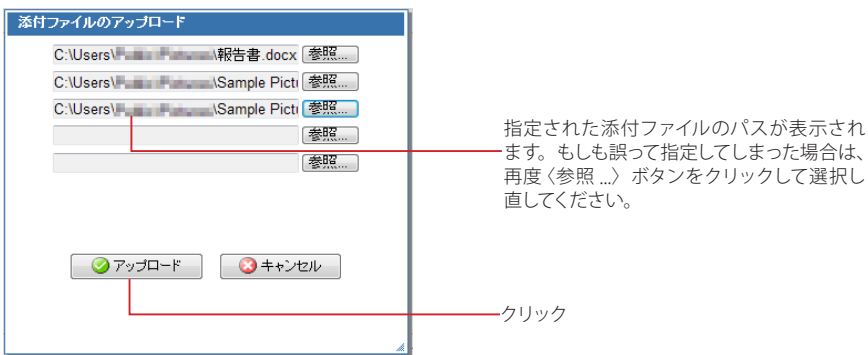 添付ファイルのアップロード
C:\Users\ \報告書.docx 参照...
C:\Users\ \Sample Pict 参照...
C:\Users\ \Sample Pictu 参照...
参照...
参照...
指定された添付ファイルのパスが表示され
ます。もしも誤って指定してしまった場合は、
再度〈参照 ...〉ボタンをクリックして選択し
直してください。
アップロード キャンセル
クリック